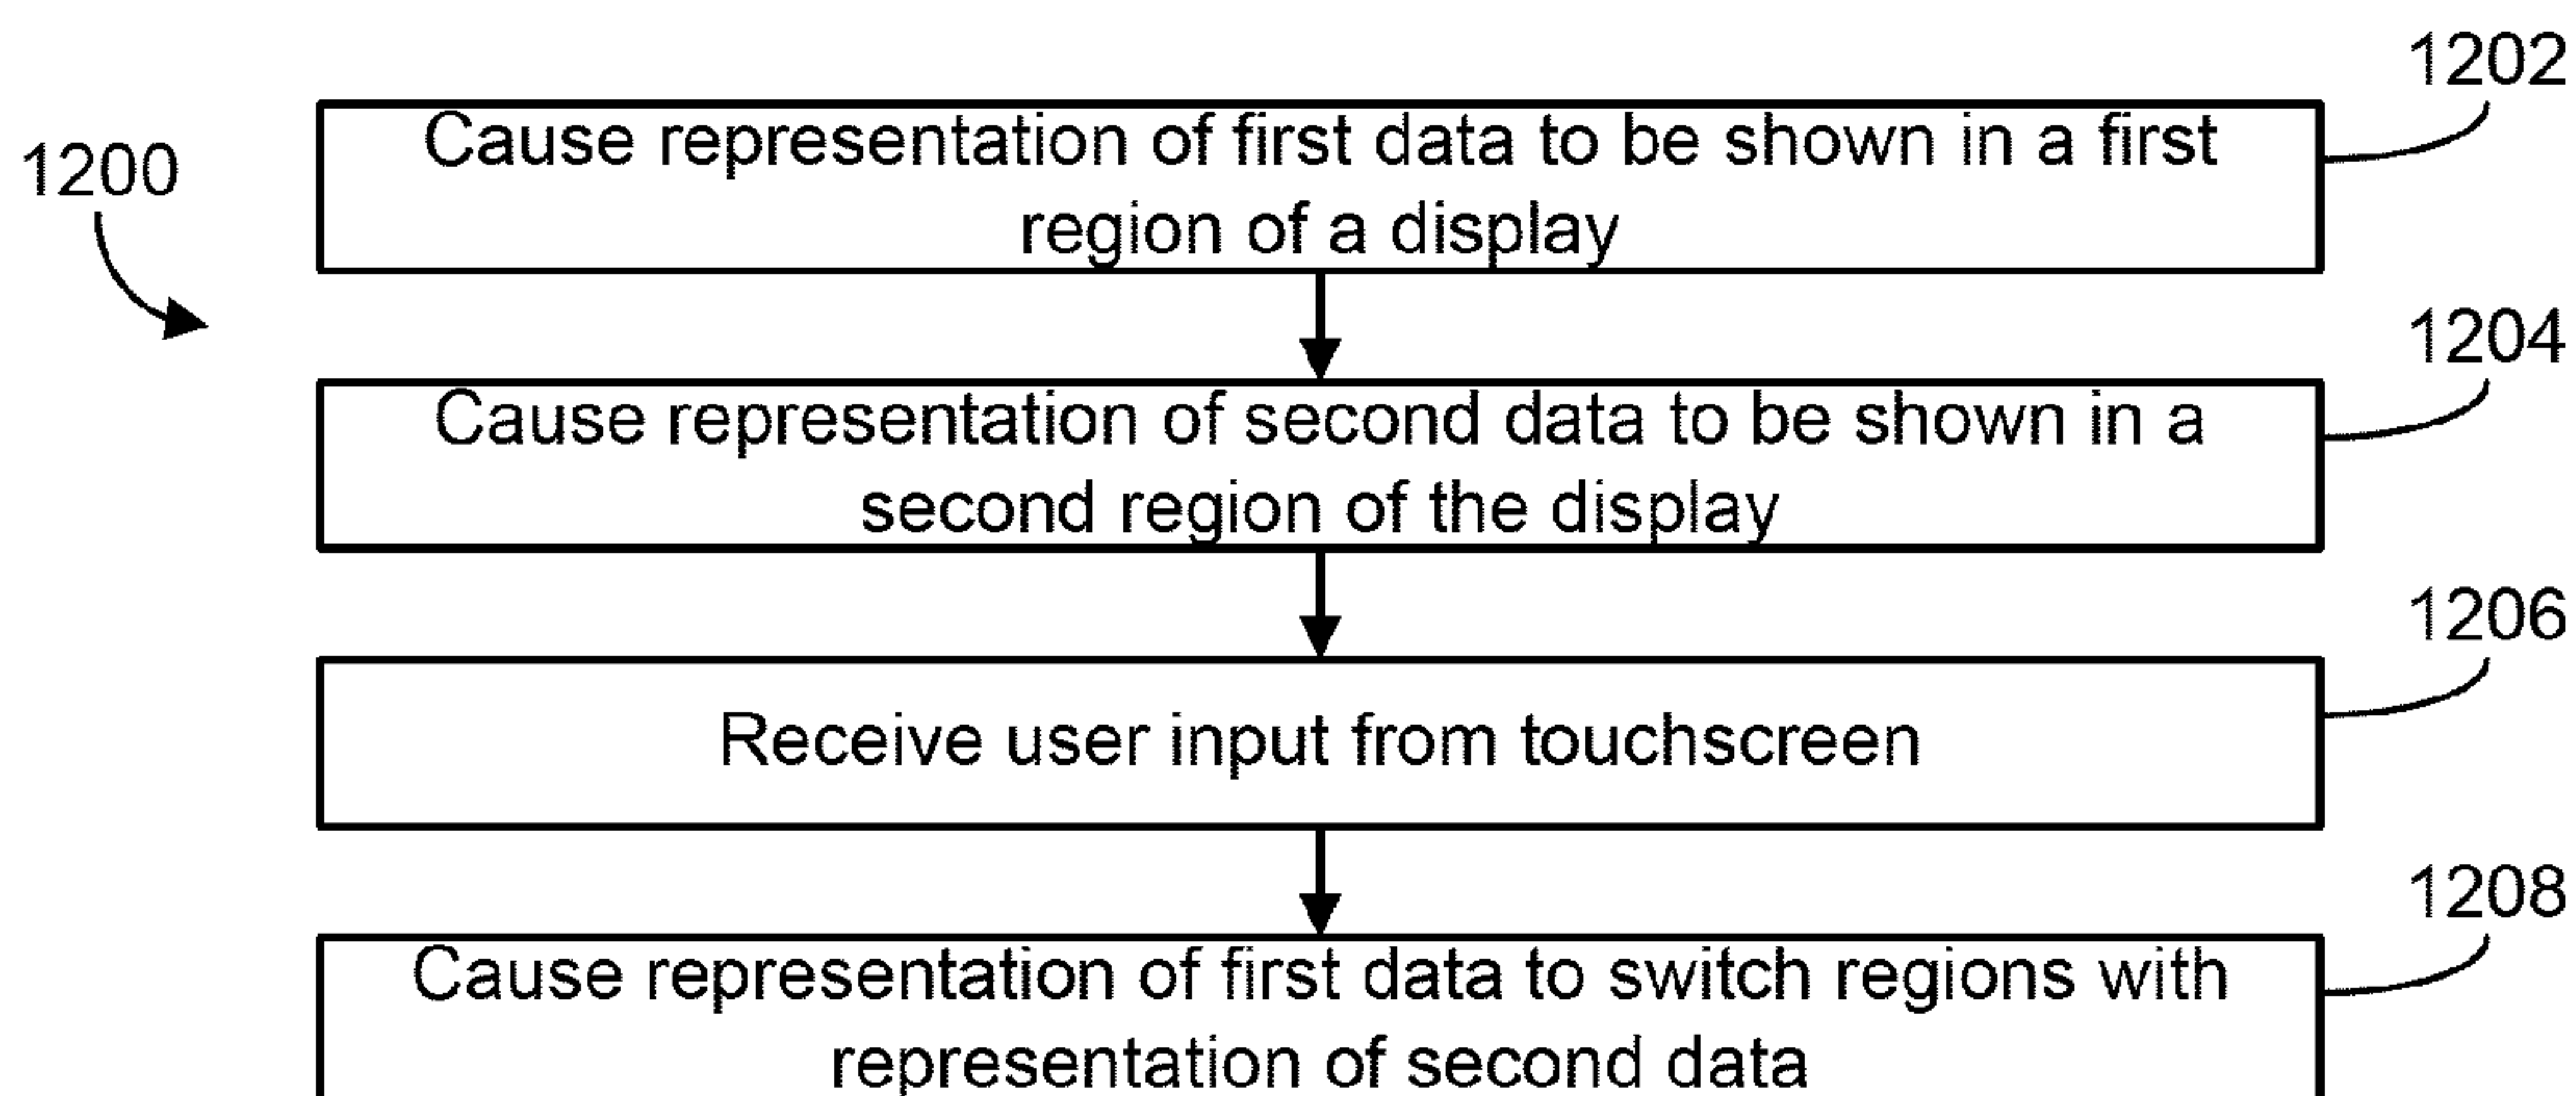 1202
1200
Cause representation of first data to be shown in a first
region of a display
1204
Cause representation of second data to be shown in a
second region of the display
1206
Receive user input from touchscreen
1208
Cause representation of first data to switch regions with
representation of second data